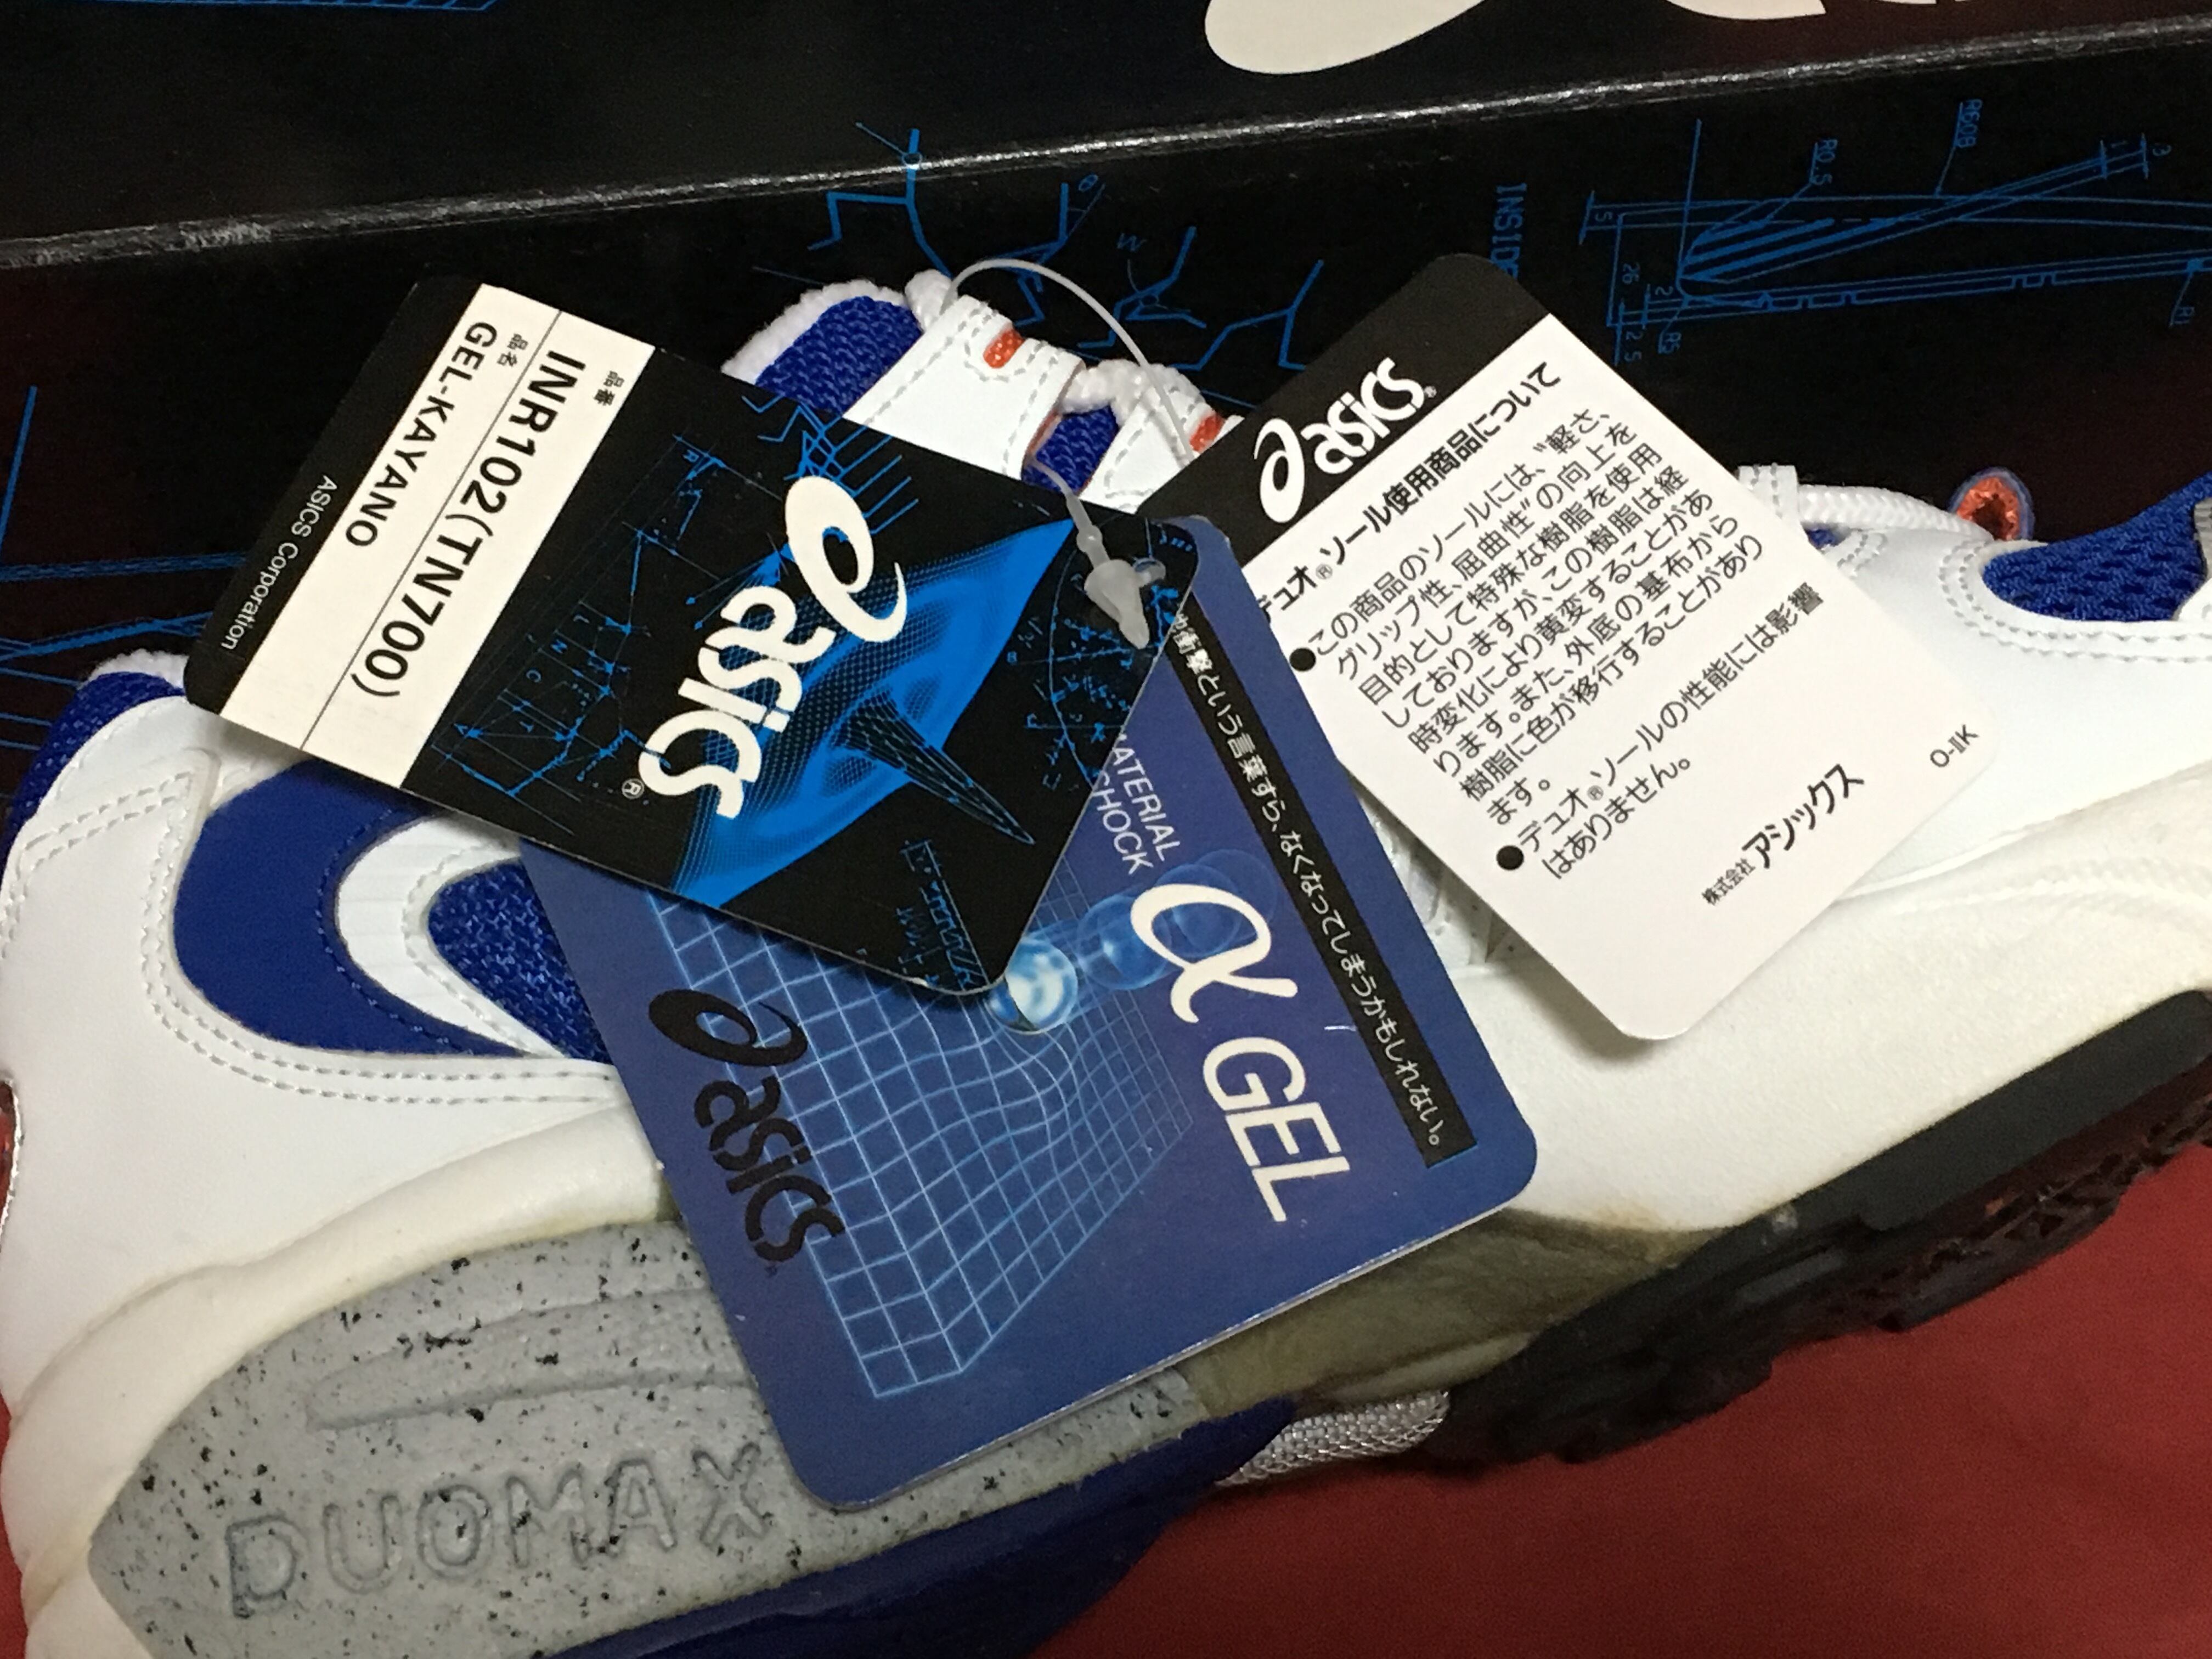 品番
INR102(TN700)
品名
GEL-KAYANO
ASICS Corporation
asics®
asics®
デュオ®ソール使用商品について
●この商品のソールには、“軽さ、
グリップ性、屈曲性”の向上を
目的として特殊な樹脂を使用
しておりますが、この樹脂は経
時変化により黄変することがあ
ります。また、外底の基布から
樹脂に色が移行することがあり
ます。
●デュオ®ソールの性能には影響
はありません。
株式会社アシックス
O-ⅡK
衝撃という言葉すら、なくなってしまうかもしれない。
MATERIAL
SHOCK
α GEL
asics
DUOMAX
R0.5
R60B
26
R5
R1